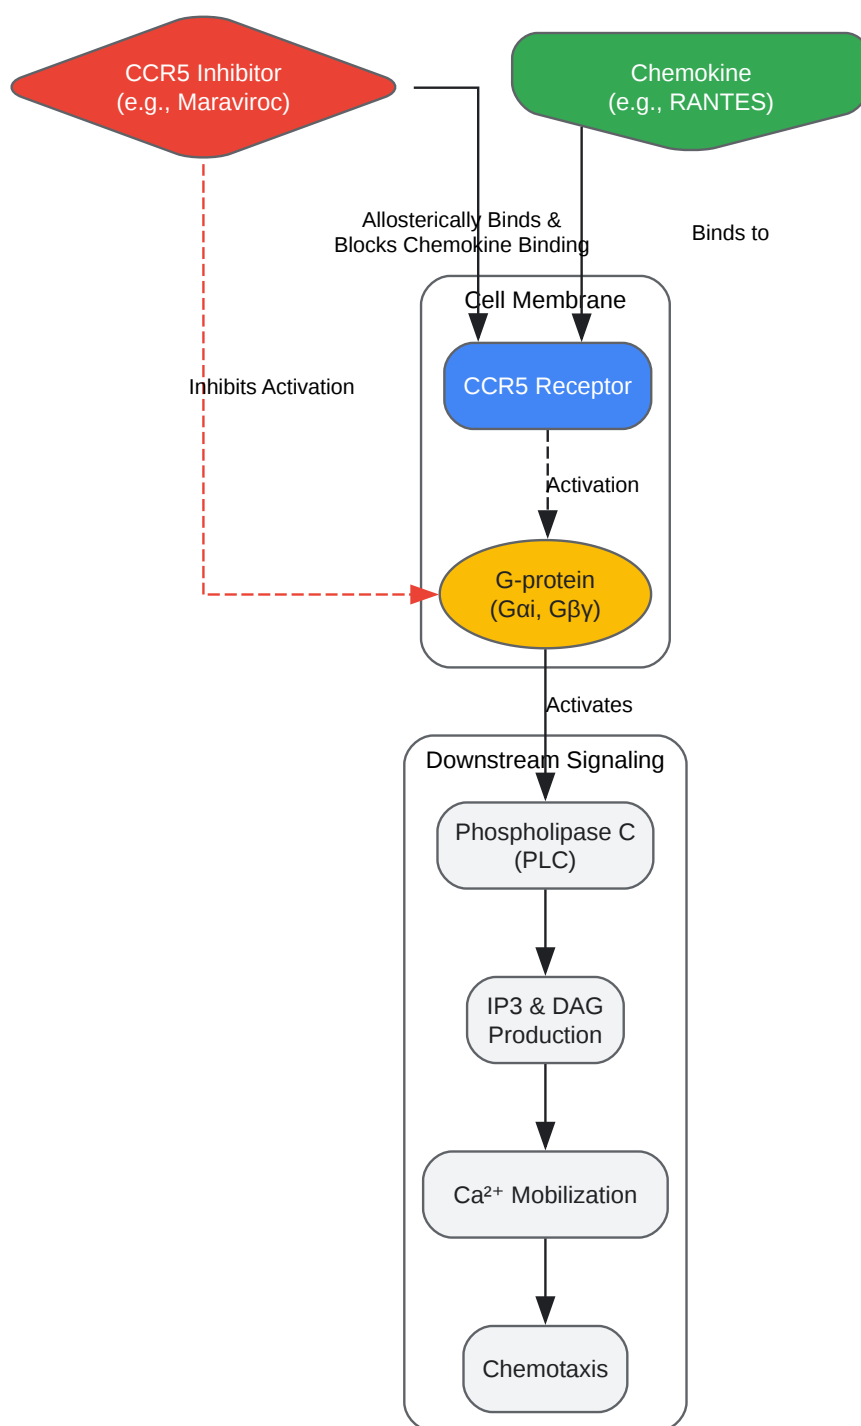 CCR5 Inhibitor
(e.g., Maraviroc)
Chemokine
(e.g., RANTES)
Allosterically Binds &
Blocks Chemokine Binding
Binds to
Cell Membrane
CCR5 Receptor
Inhibits Activation
Activation
G-protein
(Gαi, Gβγ)
Activates
Downstream Signaling
Phospholipase C
(PLC)
IP3 & DAG
Production
Ca²⁺ Mobilization
Chemotaxis